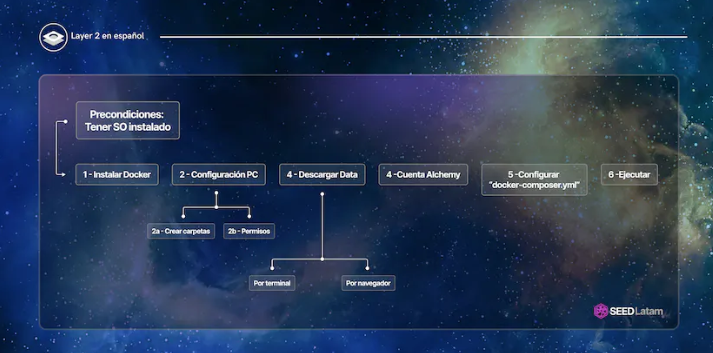 Layer 2 en español
Precondiciones:
Tener SO instalado
1 - Instalar Docker
2 - Configuración PC
4 - Descargar Data
4 -Cuenta Alchemy
5 -Configurar
"docker-composer.yml"
6 -Ejecutar
2a - Crear carpetas
2b - Permisos
Por terminal
Por navegador
SEED Latam